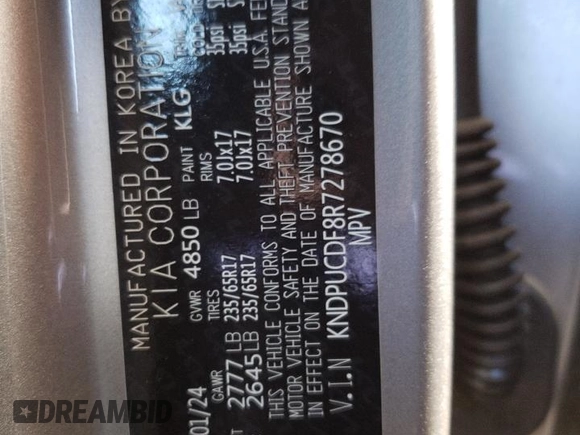 MANUFACTURED IN KOREA BY
KIA CORPORATION
01/24 GVWR 4850 LB PAINT KLG
GAWR TIRES RIMS COLD
2777 LB 235/65R17 7.0Jx17 35psi
2645 LB 235/65R17 7.0Jx17 35psi
THIS VEHICLE CONFORMS TO ALL APPLICABLE U.S.A. FE
MOTOR VEHICLE SAFETY AND THEFT PREVENTION STAND
IN EFFECT ON THE DATE OF MANUFACTURE SHOWN A
V.I.N KNDPUCDF8R7278670
MPV
DREAMBID